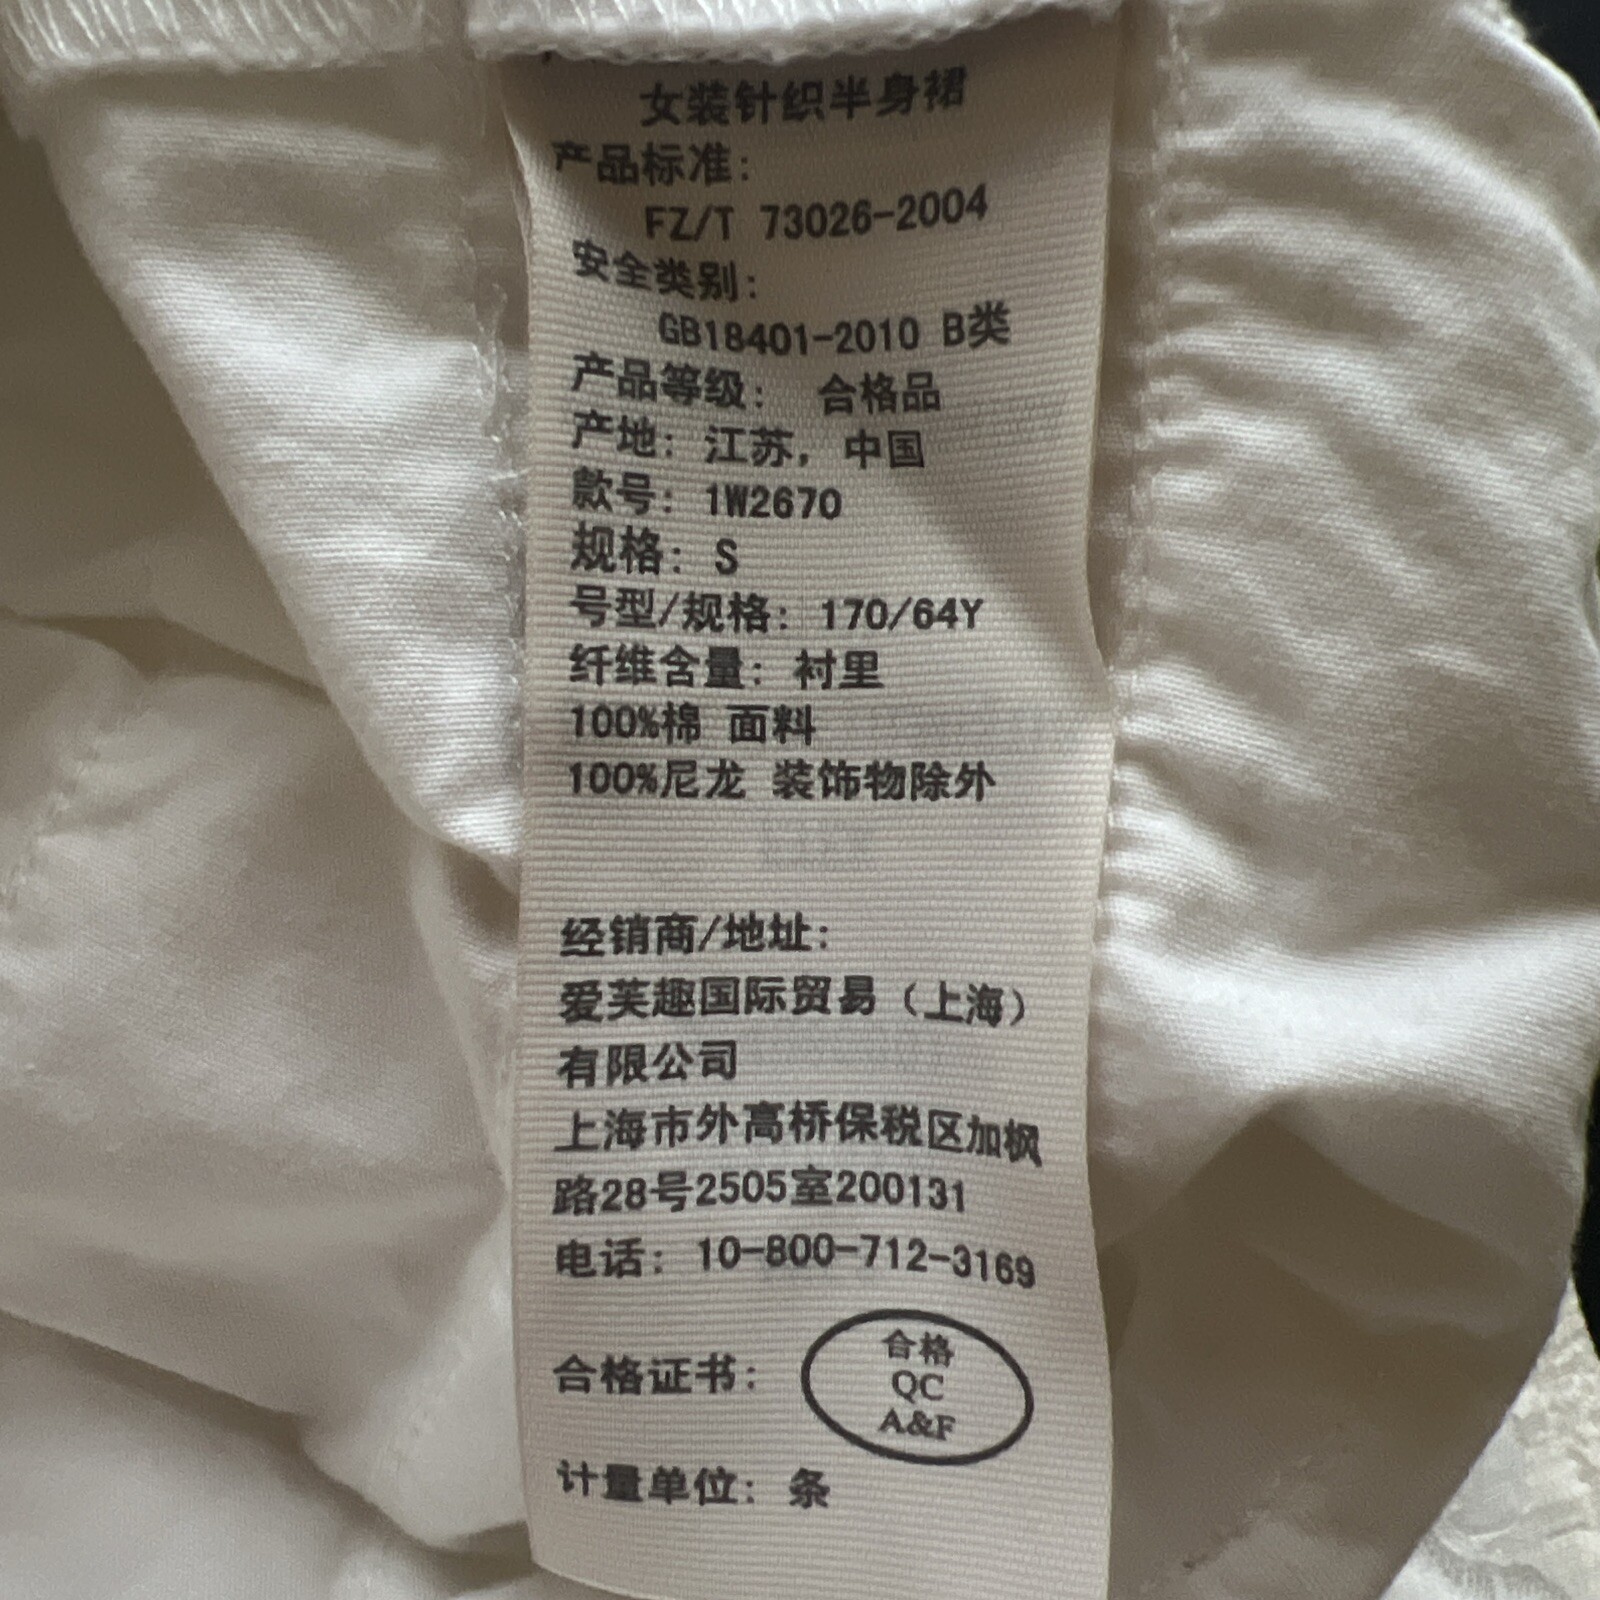 女装针织半身裙
产品标准:
FZ/T 73026-2004
安全类别:
GB18401-2010 B类
产品等级: 合格品
产地: 江苏, 中国
款号: 1W2670
规格: S
号型/规格: 170/64Y
纤维含量: 衬里
100%棉 面料
100%尼龙 装饰物除外
经销商/地址:
爱芙趣国际贸易（上海）
有限公司
上海市外高桥保税区加枫
路28号2505室200131
电话: 10-800-712-3169
合格
QC
A&F
合格证书:
计量单位: 条